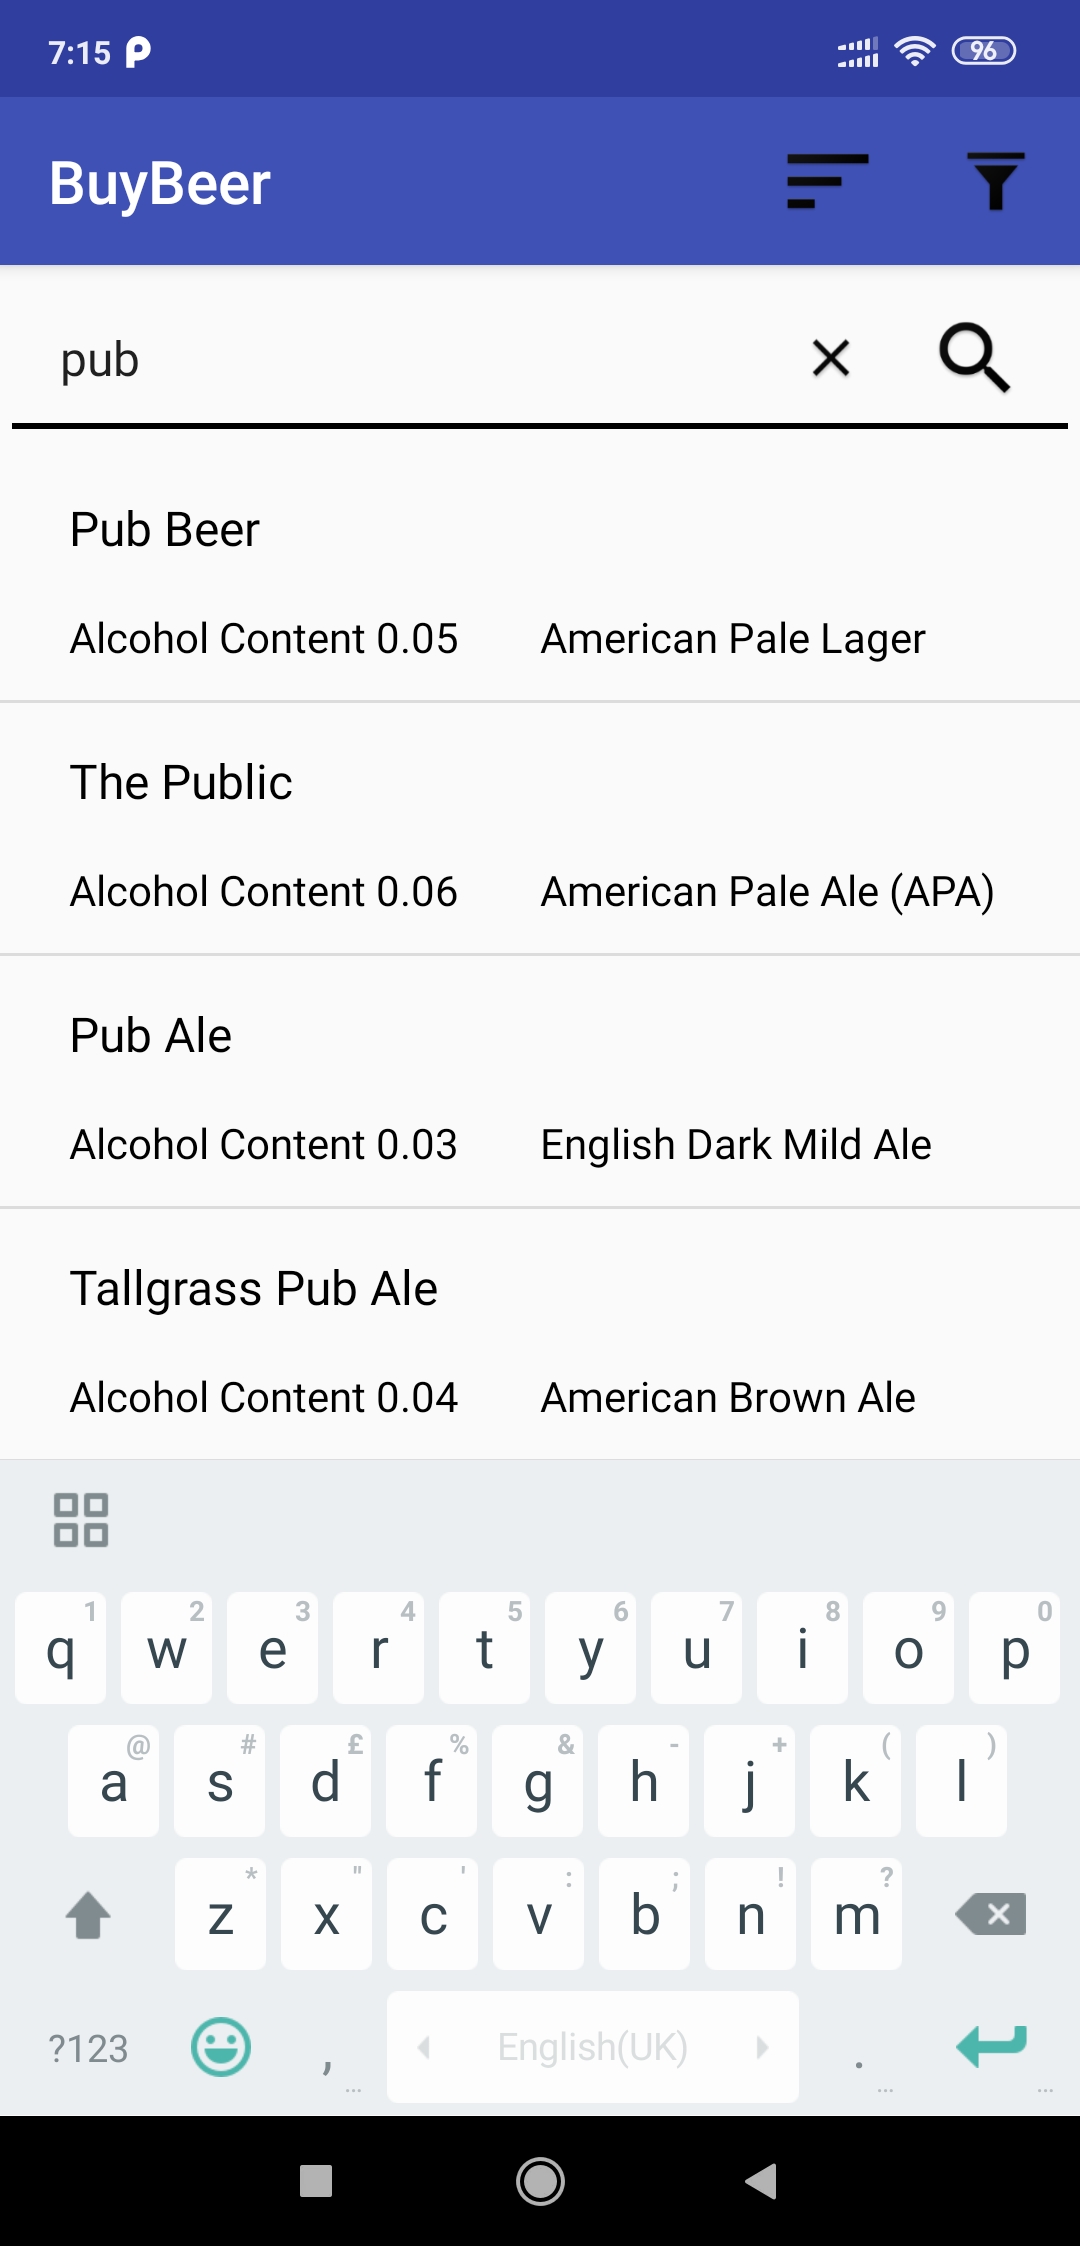 7:15 96
BuyBeer
pub
Pub Beer
Alcohol Content 0.05 American Pale Lager
The Public
Alcohol Content 0.06 American Pale Ale (APA)
Pub Ale
Alcohol Content 0.03 English Dark Mild Ale
Tallgrass Pub Ale
Alcohol Content 0.04 American Brown Ale
1 2 3 4 5 6 7 8 9 0
q w e r t y u i o p
@ # £ % & - + ( )
a s d f g h j k l
* " ' : ; ! ?
z x c v b n m
?123 , English(UK) .
... ... ...